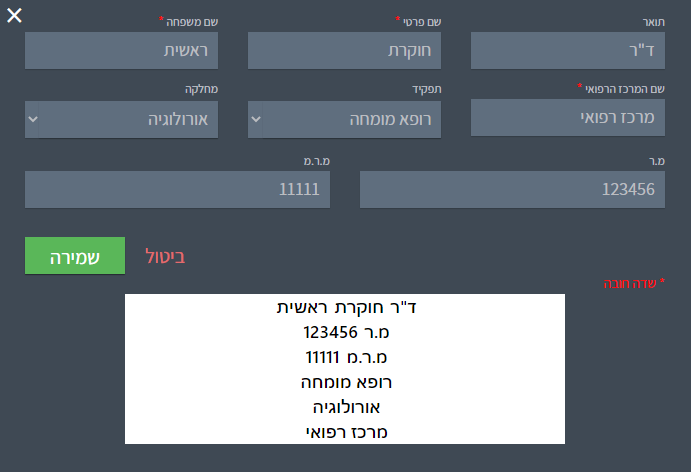 ×
תואר
שם פרטי *
שם משפחה *
ד"ר
חוקרת
ראשית
שם המרכז הרפואי *
תפקיד
מחלקה
מרכז רפואי
רופא מומחה
אורולוגיה
מ.ר
מ.ר.מ
123456
11111
ביטול
שמירה
* שדה חובה
ד"ר חוקרת ראשית
מ.ר 123456
מ.ר.מ 11111
רופא מומחה
אורולוגיה
מרכז רפואי